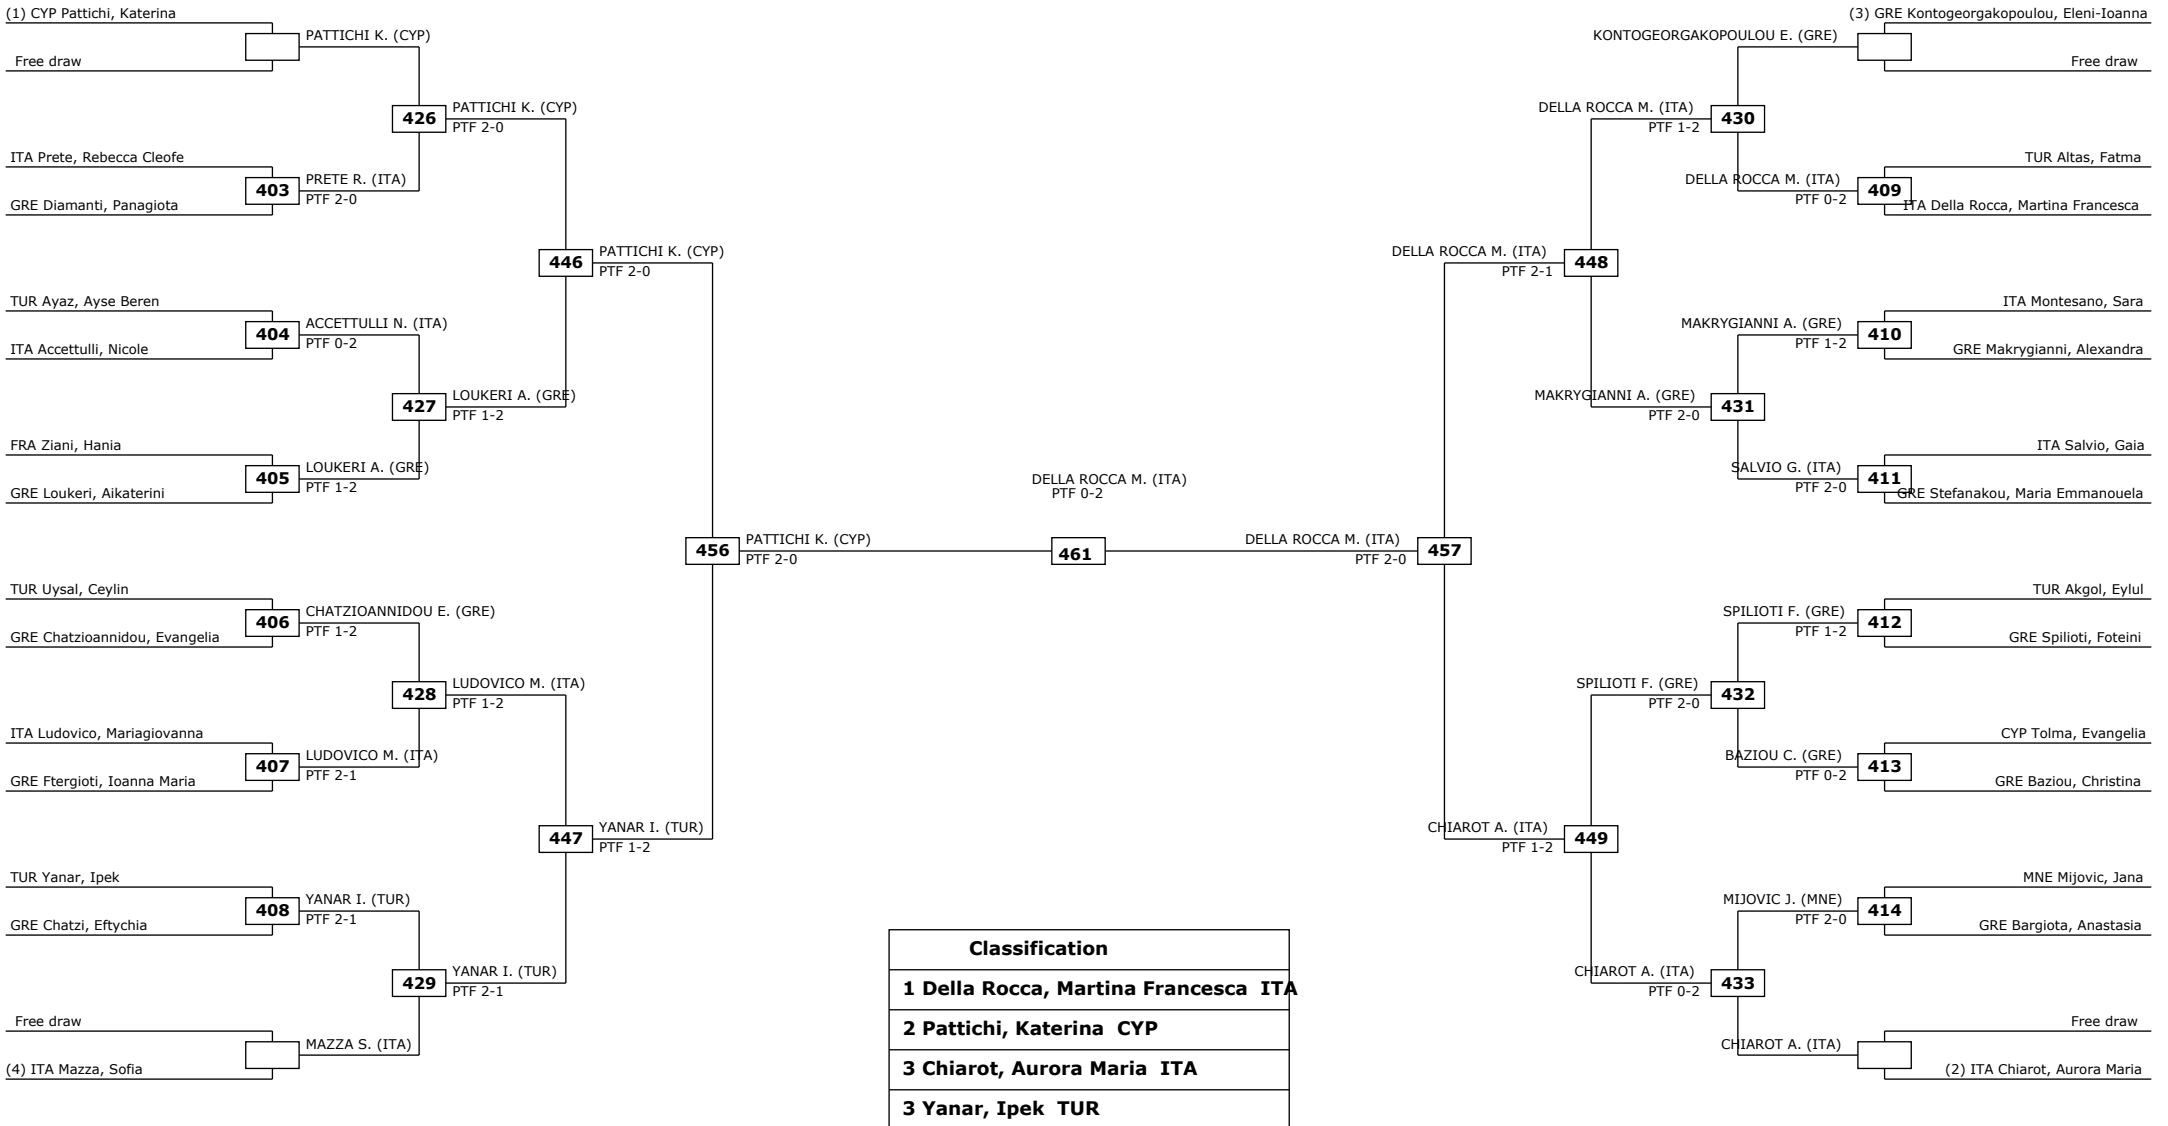 (1) CYP Pattichi, Katerina
PATTICHI K. (CYP)
Free draw
426
PATTICHI K. (CYP)
PTF 2-0
ITA Prete, Rebecca Cleofe
403
PRETE R. (ITA)
PTF 2-0
GRE Diamanti, Panagiota
446
PATTICHI K. (CYP)
PTF 2-0
TUR Ayaz, Ayse Beren
404
ACCETTULLI N. (ITA)
PTF 0-2
ITA Accettulli, Nicole
427
LOUKERI A. (GRE)
PTF 1-2
FRA Ziani, Hania
405
LOUKERI A. (GRE)
PTF 1-2
GRE Loukeri, Aikaterini
456
PATTICHI K. (CYP)
PTF 2-0
TUR Uysal, Ceylin
406
CHATZIOANNIDOU E. (GRE)
PTF 1-2
GRE Chatzioannidou, Evangelia
428
LUDOVICO M. (ITA)
PTF 1-2
ITA Ludovico, Mariagiovanna
407
LUDOVICO M. (ITA)
PTF 2-1
GRE Ftergioti, Ioanna Maria
447
YANAR I. (TUR)
PTF 1-2
TUR Yanar, Ipek
408
YANAR I. (TUR)
PTF 2-1
GRE Chatzi, Eftychia
429
YANAR I. (TUR)
PTF 2-1
Free draw
MAZZA S. (ITA)
(4) ITA Mazza, Sofia
DELLA ROCCA M. (ITA)
PTF 0-2
461
(3) GRE Kontogeorgakopoulou, Eleni-Ioanna
KONTOGEORGAKOPOULOU E. (GRE)
Free draw
DELLA ROCCA M. (ITA)
PTF 1-2
430
TUR Altas, Fatma
DELLA ROCCA M. (ITA)
PTF 0-2
409
ITA Della Rocca, Martina Francesca
DELLA ROCCA M. (ITA)
PTF 2-1
448
ITA Montesano, Sara
MAKRYGIANNI A. (GRE)
PTF 1-2
410
GRE Makrygianni, Alexandra
MAKRYGIANNI A. (GRE)
PTF 2-0
431
ITA Salvio, Gaia
SALVIO G. (ITA)
PTF 2-0
411
GRE Stefanakou, Maria Emmanouela
DELLA ROCCA M. (ITA)
PTF 2-0
457
TUR Akgol, Eylul
SPILIOTI F. (GRE)
PTF 1-2
412
GRE Spilioti, Foteini
SPILIOTI F. (GRE)
PTF 2-0
432
CYP Tolma, Evangelia
BAZIOU C. (GRE)
PTF 0-2
413
GRE Baziou, Christina
CHIAROT A. (ITA)
PTF 1-2
449
MNE Mijovic, Jana
MIJOVIC J. (MNE)
PTF 2-0
414
GRE Bargiota, Anastasia
CHIAROT A. (ITA)
PTF 0-2
433
Free draw
CHIAROT A. (ITA)
(2) ITA Chiarot, Aurora Maria
Classification
1 Della Rocca, Martina Francesca ITA
2 Pattichi, Katerina CYP
3 Chiarot, Aurora Maria ITA
3 Yanar, Ipek TUR